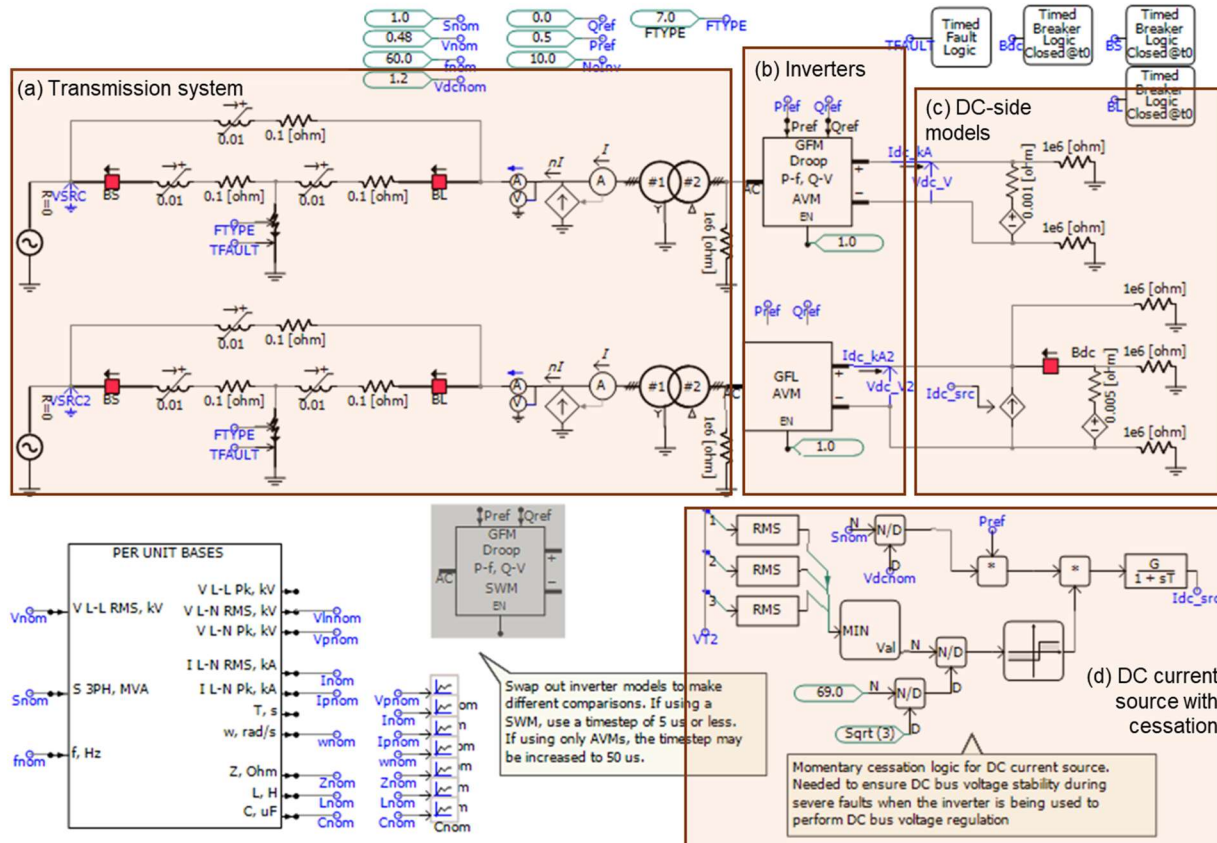 1.0
Snom
0.48
Vnom
60.0
fnom
1.2
Vdcnom
0.0
Qref
0.5
Pref
10.0
NoInv
7.0
FTYPE
FTYPE
TFAULT
Timed
Fault
Logic
Bdc
Timed
Breaker
Logic
Closed@t0
BS
Timed
Breaker
Logic
Closed@t0
BL
Timed
Breaker
Logic
Closed@t0
(a) Transmission system
0.01
0.1 [ohm]
R=0
VSRC
BS
0.01
0.1 [ohm]
0.01
0.1 [ohm]
BL
FTYPE
TFAULT
A
V
nI
I
A
#1
#2
1e6 [ohm]
0.01
0.1 [ohm]
R=0
VSRC2
BS
0.01
0.1 [ohm]
0.01
0.1 [ohm]
BL
FTYPE
TFAULT
A
V
nI
I
A
#1
#2
1e6 [ohm]
(b) Inverters
Pref
Qref
Pref
Qref
GFM
Droop
P-f, Q-V
AVM
AC
+
−
EN
1.0
Idc_kA
Vdc_V
Pref
Qref
GFL
AVM
AC
+
−
EN
1.0
Idc_kA2
Vdc_V2
(c) DC-side
models
1e6 [ohm]
0.001 [ohm]
1e6 [ohm]
1e6 [ohm]
Bdc
1e6 [ohm]
Idc_src
0.005 [ohm]
1e6 [ohm]
PER UNIT BASES
V L-L Pk, kV
V L-L RMS, kV
V L-N RMS, kV
V L-N Pk, kV
I L-N RMS, kA
S 3PH, MVA
I L-N Pk, kA
T, s
w, rad/s
f, Hz
Z, Ohm
L, H
C, uF
Vnom
Snom
fnom
Vlnnom
Vpnom
Inom
Ipnom
wnom
Znom
Lnom
Cnom
Vpnom
Inom
Ipnom
wnom
Znom
Lnom
Cnom
Cnom
Pref
Qref
GFM
Droop
P-f, Q-V
SWM
AC
+
−
EN
Swap out inverter models to make
different comparisons. If using a
SWM, use a timestep of 5 us or less.
If using only AVMs, the timestep may
be increased to 50 us.
1
RMS
2
RMS
3
RMS
VT2
Snom
N
N/D
D
Vdcnom
Pref
*
*
G
1 + sT
Idc_src
MIN
Val
N
N/D
D
69.0
N
N/D
D
Sqrt (3)
(d) DC current
source with
cessation
Momentary cessation logic for DC current source.
Needed to ensure DC bus voltage stability during
severe faults when the inverter is being used to
perform DC bus voltage regulation